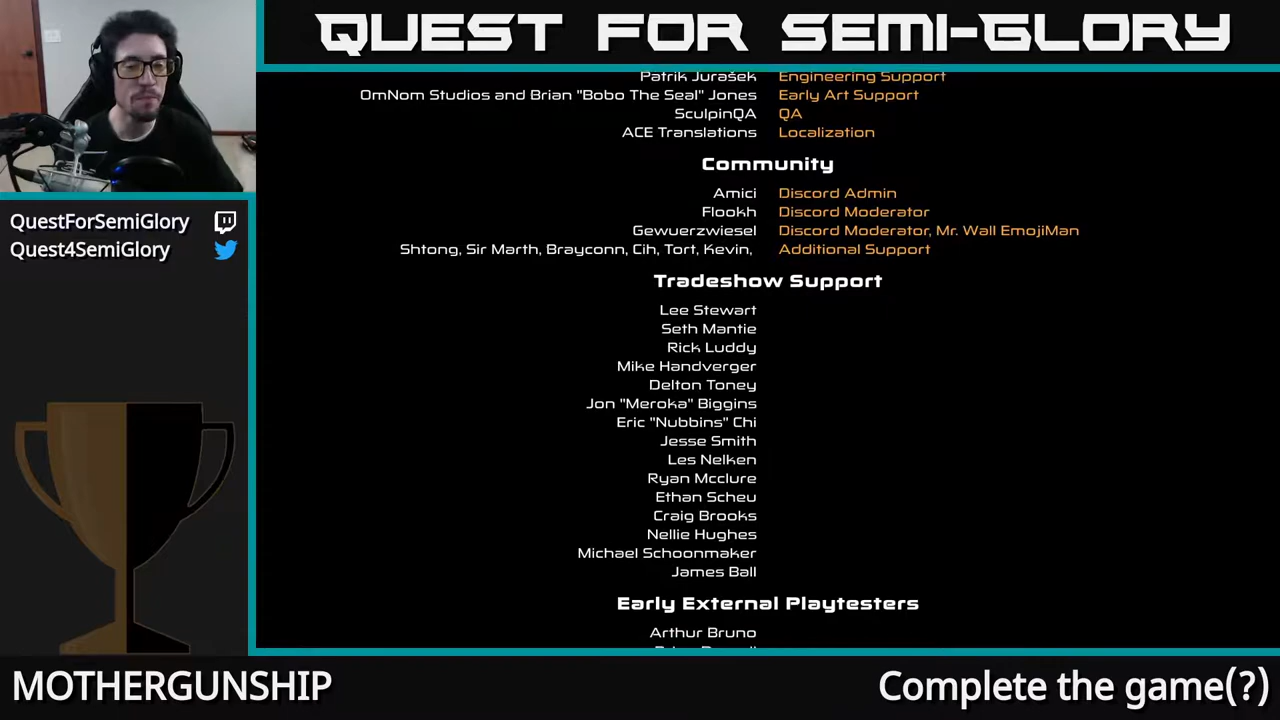 QUEST FOR SEMI-GLORY
QuestForSemiGlory
Quest4SemiGlory
Patrik Jurašek Engineering Support
OmNom Studios and Brian "Bobo The Seal" Jones Early Art Support
SculpinQA QA
ACE Translations Localization
Community
Amici Discord Admin
Flookh Discord Moderator
Gewuerzwiesel Discord Moderator, Mr. Wall EmojiMan
Shtong, Sir Marth, Brayconn, Cih, Tort, Kevin, Additional Support
Tradeshow Support
Lee Stewart
Seth Mantie
Rick Luddy
Mike Handverger
Delton Toney
Jon "Meroka" Biggins
Eric "Nubbins" Chi
Jesse Smith
Les Nelken
Ryan Mcclure
Ethan Scheu
Craig Brooks
Nellie Hughes
Michael Schoonmaker
James Ball
Early External Playtesters
Arthur Bruno
MOTHERGUNSHIP
Complete the game(?)